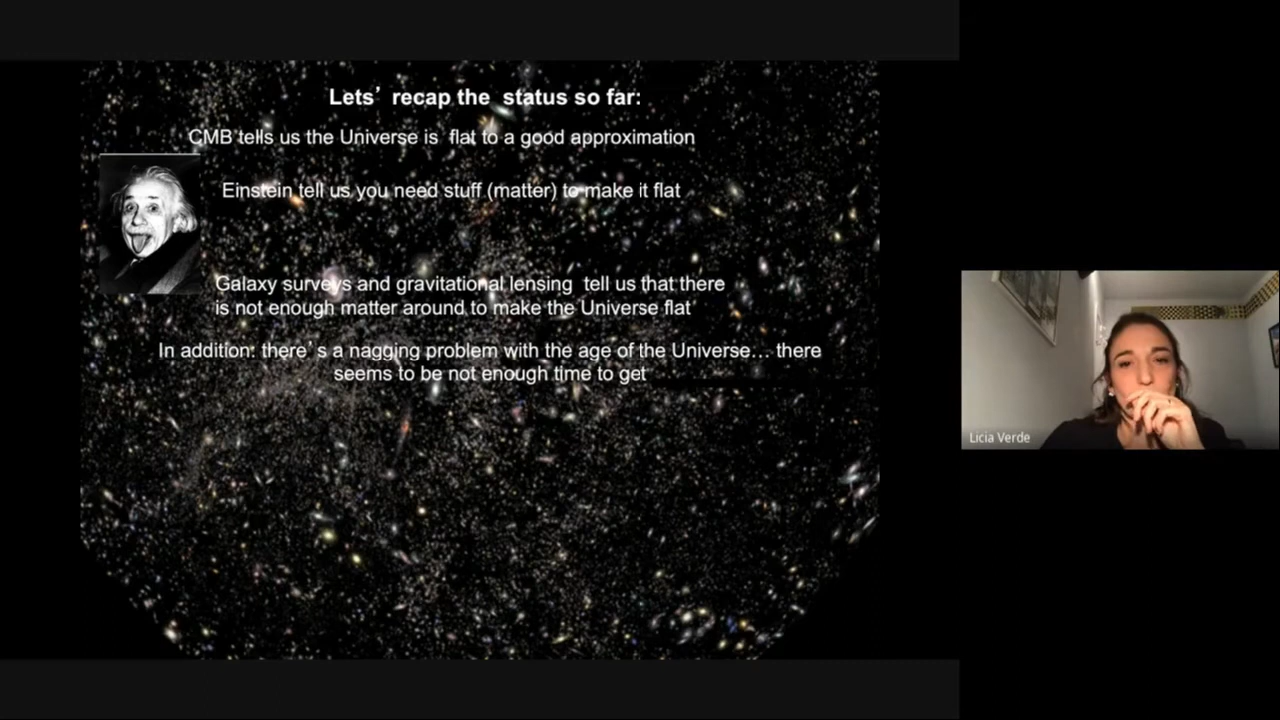 Lets' recap the status so far:
CMB tells us the Universe is flat to a good approximation
Einstein tell us you need stuff (matter) to make it flat
Galaxy surveys and gravitational lensing tell us that there
is not enough matter around to make the Universe flat
In addition: there's a nagging problem with the age of the Universe… there
seems to be not enough time to get
Licia Verde